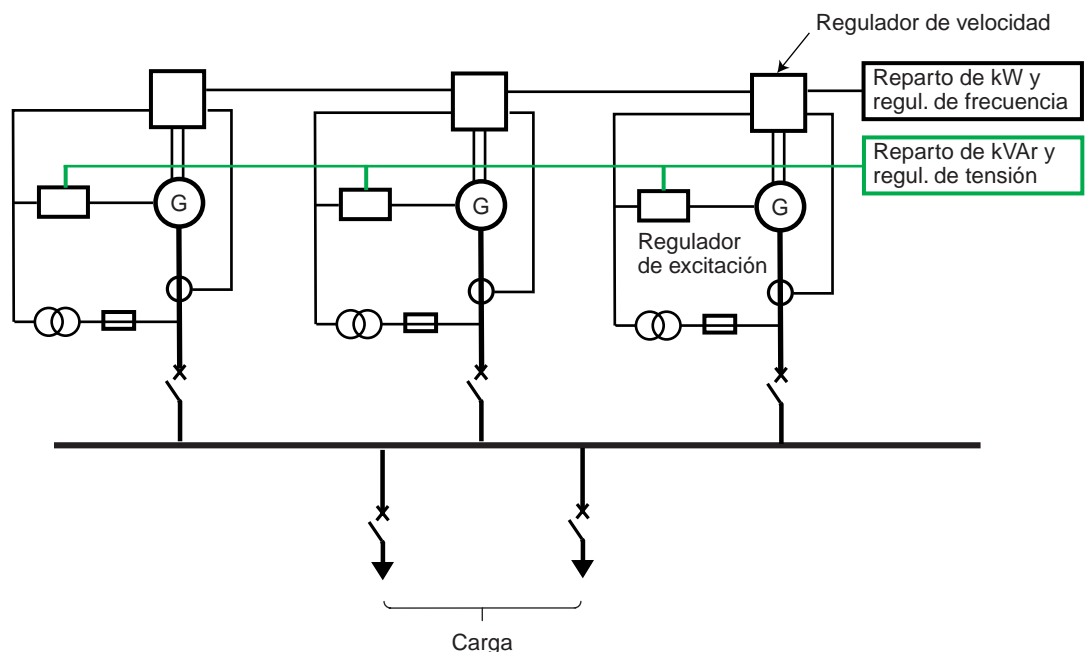 Regulador de velocidad
Reparto de kW y
regul. de frecuencia
Reparto de kVAr y
regul. de tensión
G
G
G
Regulador
de excitación
Carga